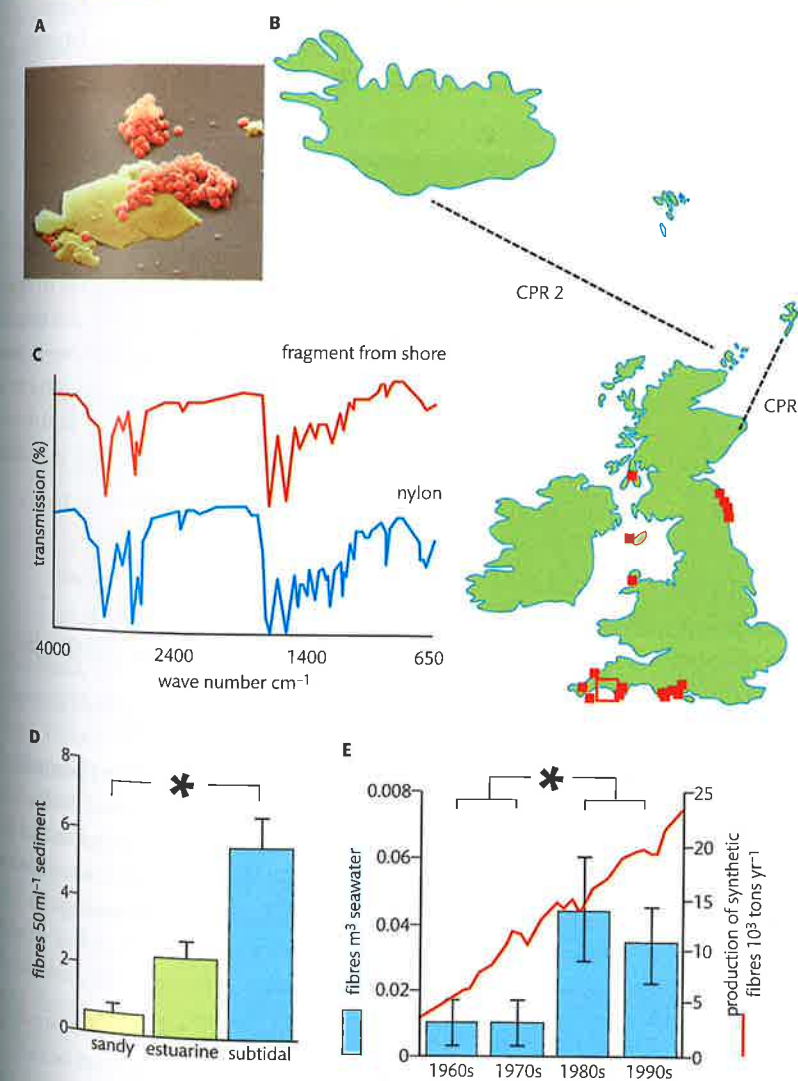 A
B
CPR 2
CPR
C
fragment from shore
nylon
transmission (%)
4000
2400
1400
650
wave number cm⁻¹
D
8
6
4
2
0
fibres 50ml⁻¹ sediment
*
sandy
estuarine
subtidal
E
0.008
0.06
0.04
0.02
0
fibres m³ seawater
*
25
20
15
10
5
0
production of synthetic
fibres 10³ tons yr⁻¹
1960s
1970s
1980s
1990s